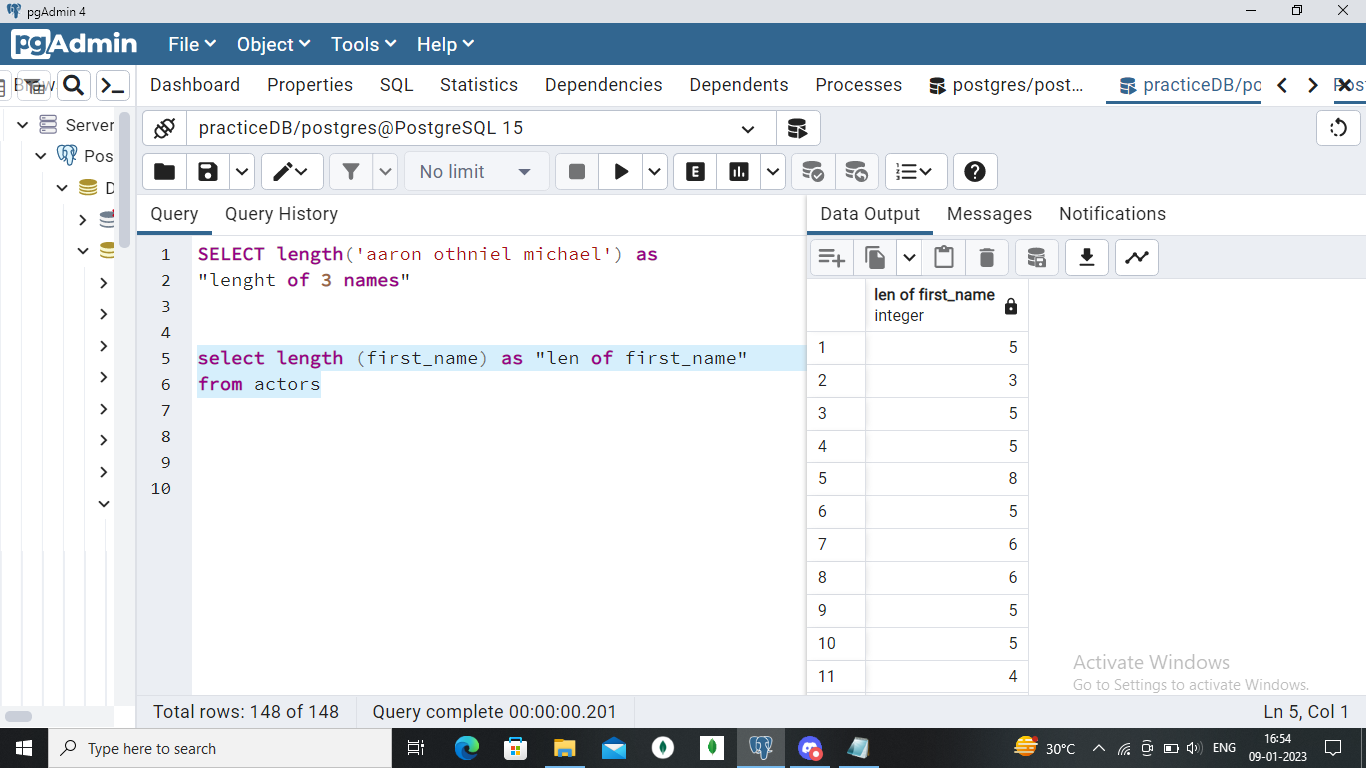 pgAdmin 4
pgAdmin
File
Object
Tools
Help
Dashboard
Properties
SQL
Statistics
Dependencies
Dependents
Processes
postgres/post...
practiceDB/po
Server
Pos
D
practiceDB/postgres@PostgreSQL 15
No limit
E
Query
Query History
1 SELECT length('aaron othniel michael') as
2 "lenght of 3 names"
3
4
5 select length (first_name) as "len of first_name"
6 from actors
7
8
9
10
Data Output
Messages
Notifications
len of first_name
integer
1 5
2 3
3 5
4 5
5 8
6 5
7 6
8 6
9 5
10 5
11 4
Activate Windows
Go to Settings to activate Windows.
Total rows: 148 of 148
Query complete 00:00:00.201
Ln 5, Col 1
Type here to search
30°C
ENG
16:54
09-01-2023